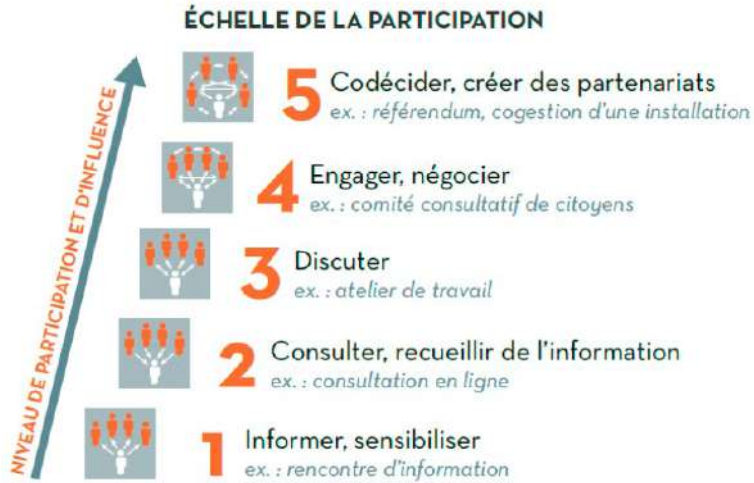 ÉCHELLE DE LA PARTICIPATION
5 Codécider, créer des partenariats
ex. : référendum, cogestion d'une installation
4 Engager, négocier
ex. : comité consultatif de citoyens
3 Discuter
ex. : atelier de travail
2 Consulter, recueillir de l'information
ex. : consultation en ligne
1 Informer, sensibiliser
ex. : rencontre d'information
NIVEAU DE PARTICIPATION ET D'INFLUENCE